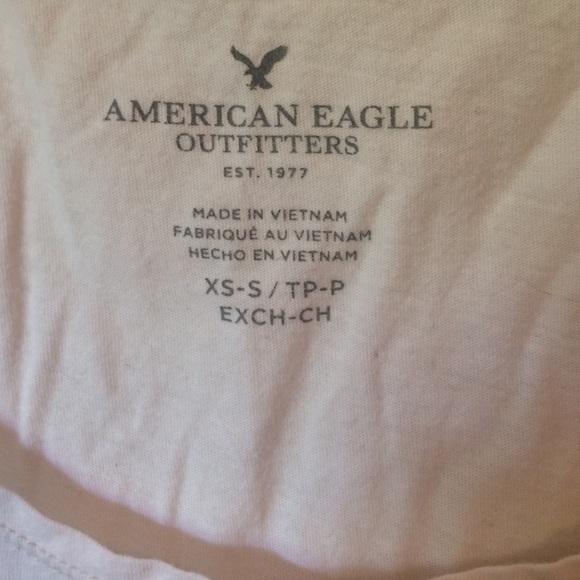 AMERICAN EAGLE
OUTFITTERS
EST. 1977
MADE IN VIETNAM
FABRIQUÉ AU VIETNAM
HECHO EN VIETNAM
XS-S / TP-P
EXCH-CH